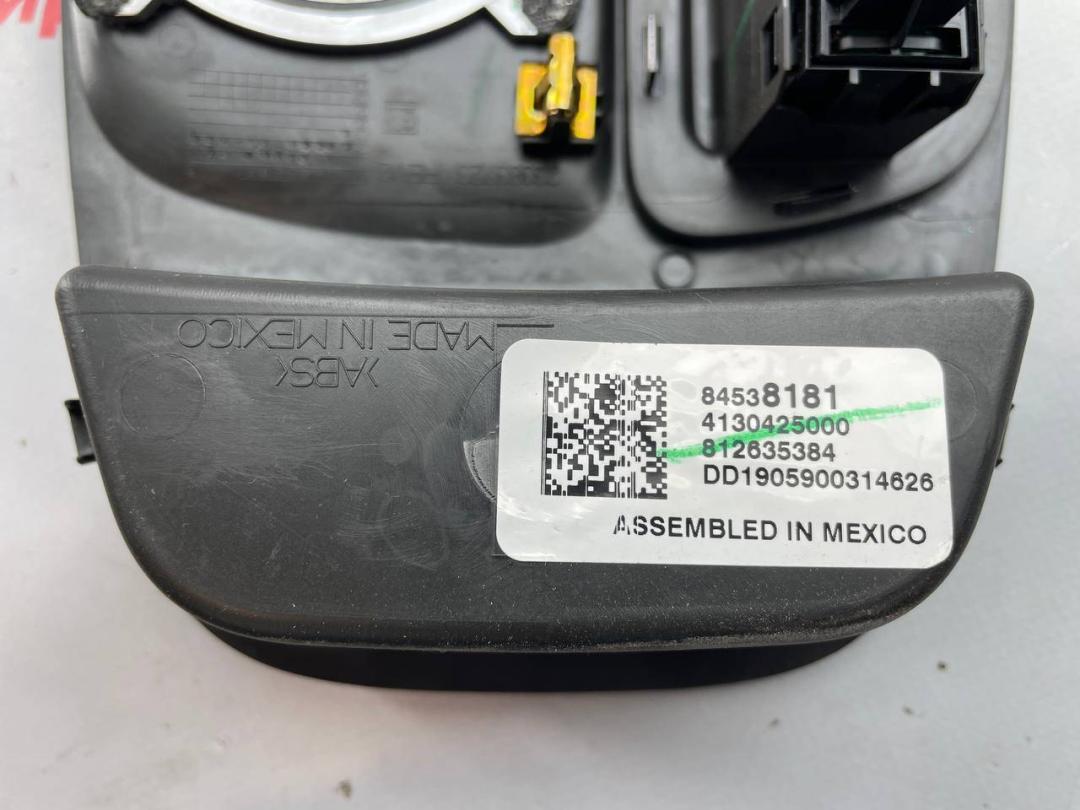 MADE IN MEXICO
>ABS<
84538181
4130425000
812635384
DD1905900314626
ASSEMBLED IN MEXICO